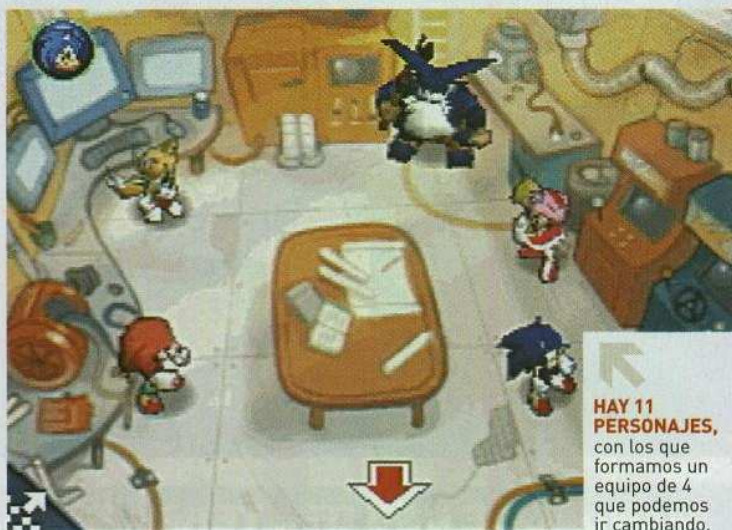 HAY 11
PERSONAJES,
con los que
formamos un
equipo de 4
que podemos
ir cambiando.